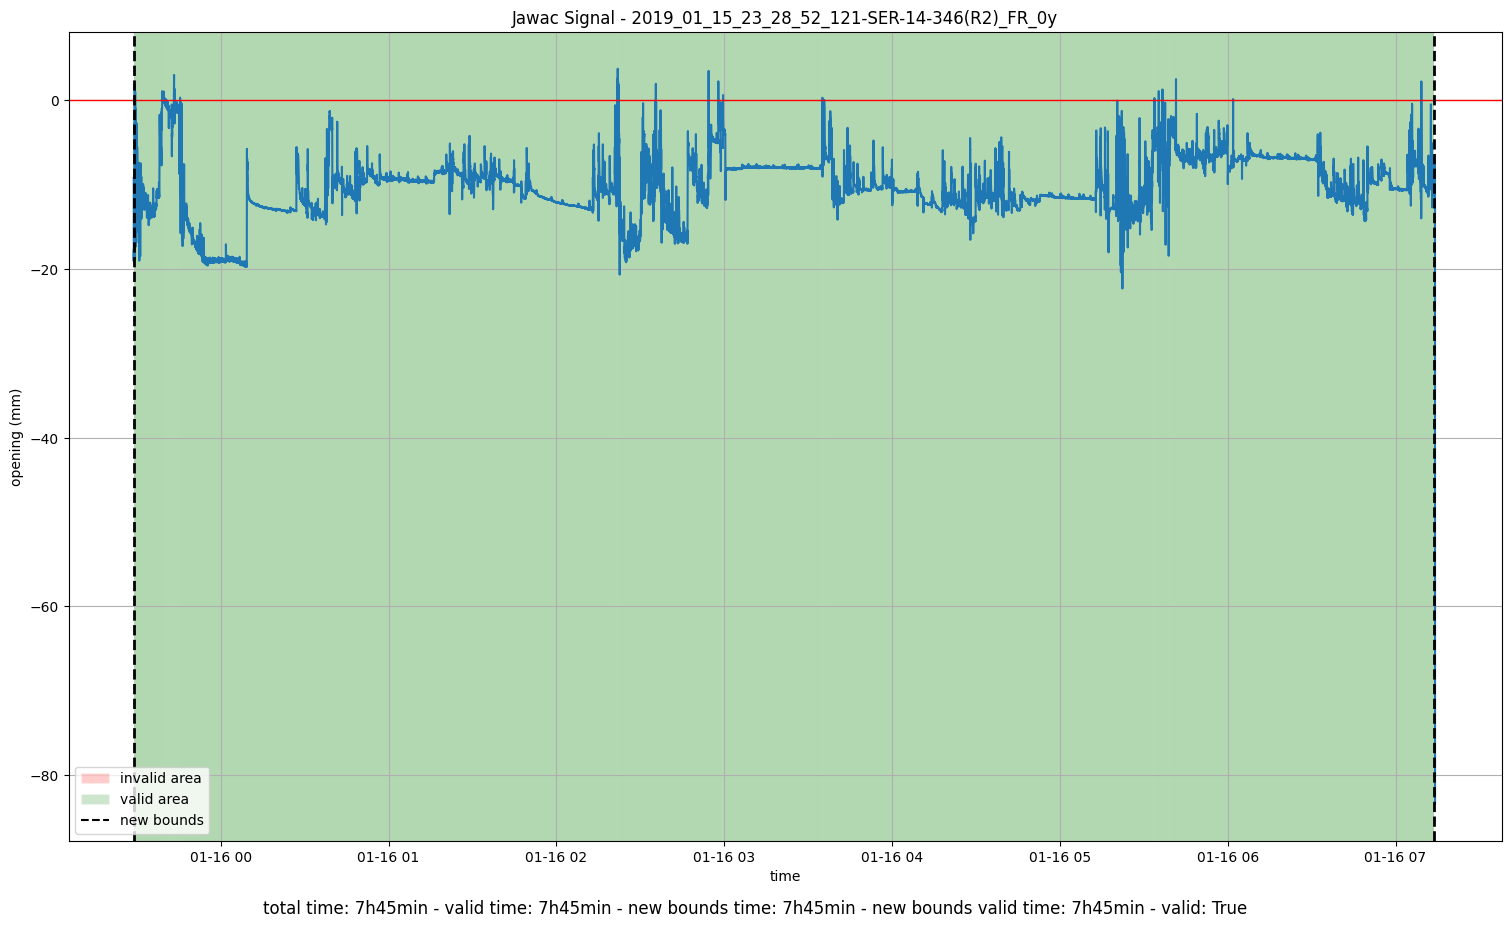 Jawac Signal - 2019_01_15_23_28_52_121-SER-14-346(R2)_FR_0y
opening (mm)
0
−20
−40
−60
−80
invalid area
valid area
new bounds
01-16 00
01-16 01
01-16 02
01-16 03
01-16 04
01-16 05
01-16 06
01-16 07
time
total time: 7h45min - valid time: 7h45min - new bounds time: 7h45min - new bounds valid time: 7h45min - valid: True